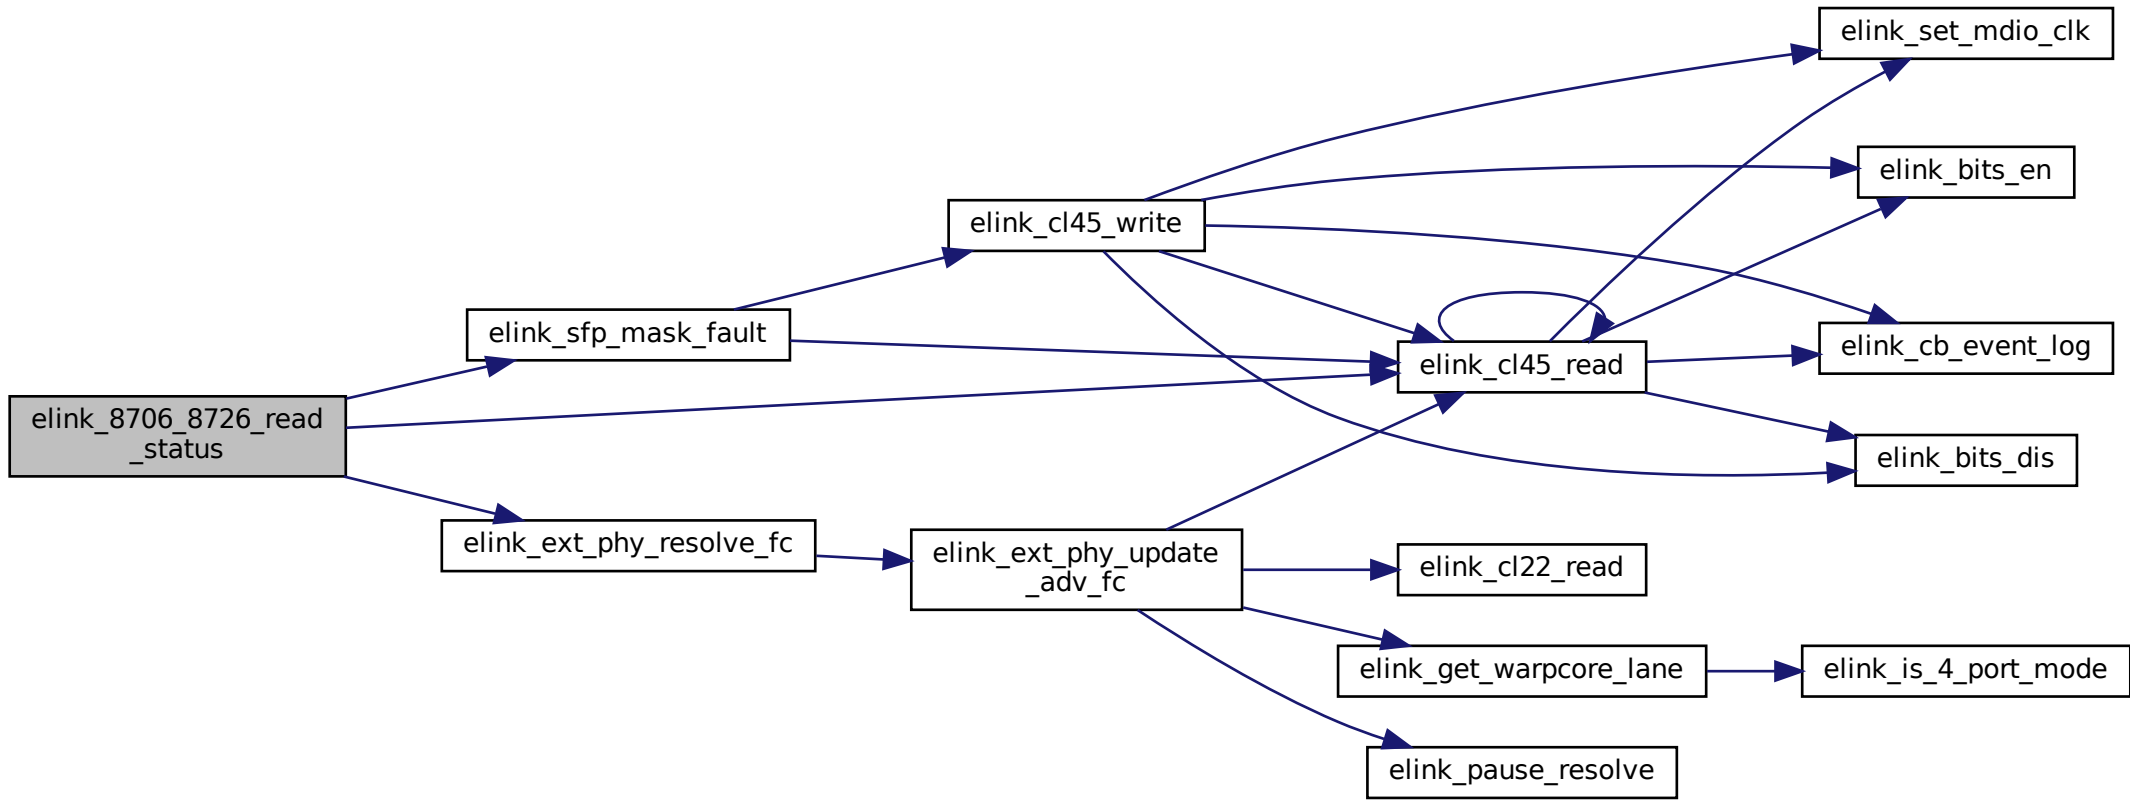 elink_8706_8726_read
_status
elink_sfp_mask_fault
elink_ext_phy_resolve_fc
elink_cl45_write
elink_ext_phy_update
_adv_fc
elink_cl45_read
elink_cl22_read
elink_get_warpcore_lane
elink_pause_resolve
elink_set_mdio_clk
elink_bits_en
elink_cb_event_log
elink_bits_dis
elink_is_4_port_mode